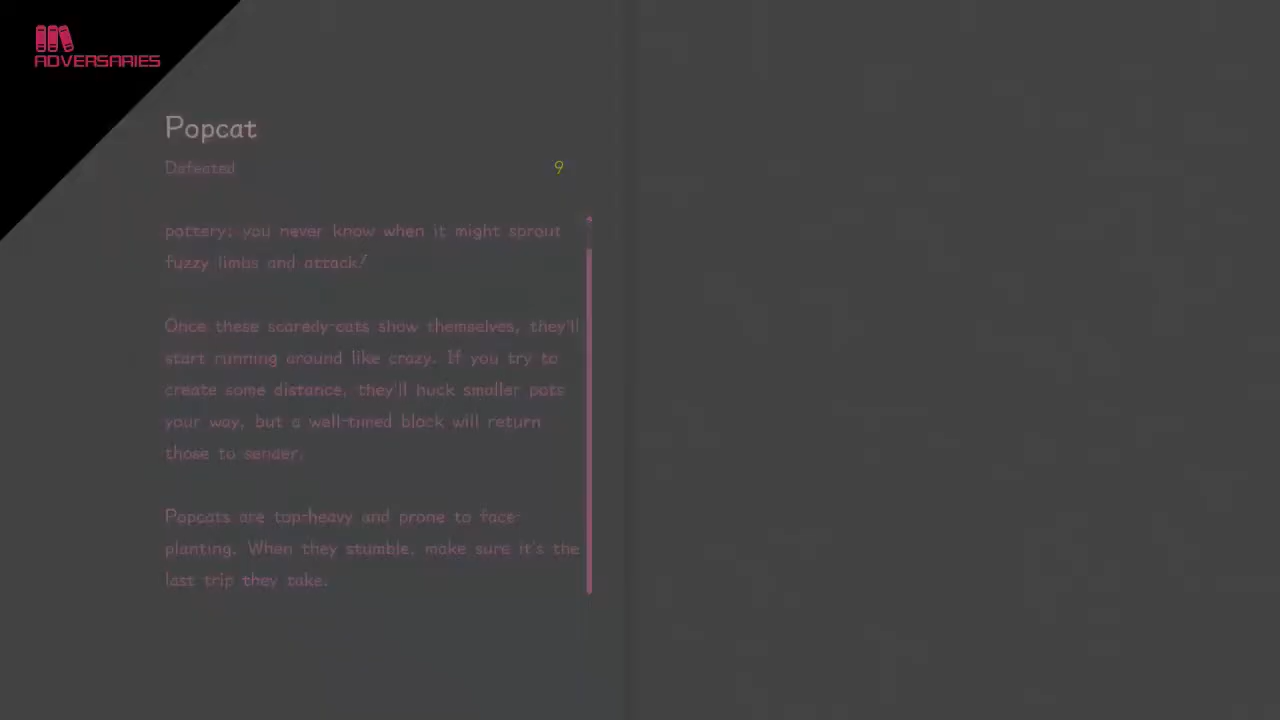 ADVERSARIES
Popcat
Defeated 9
pottery; you never know when it might sprout
fuzzy limbs and attack!
Once these scaredy-cats show themselves, they'll
start running around like crazy. If you try to
create some distance, they'll huck smaller pots
your way, but a well-timed block will return
those to sender.
Popcats are top-heavy and prone to face-
planting. When they stumble, make sure it's the
last trip they take.